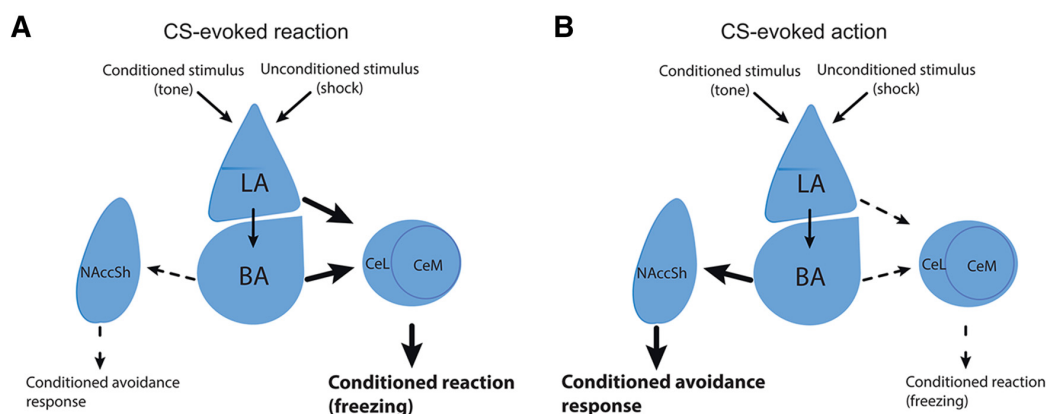 A
CS-evoked reaction
Conditioned stimulus
(tone)
Unconditioned stimulus
(shock)
LA
BA
NAccSh
CeL
CeM
Conditioned avoidance
response
Conditioned reaction
(freezing)
B
CS-evoked action
Conditioned stimulus
(tone)
Unconditioned stimulus
(shock)
LA
BA
NAccSh
CeL
CeM
Conditioned avoidance
response
Conditioned reaction
(freezing)